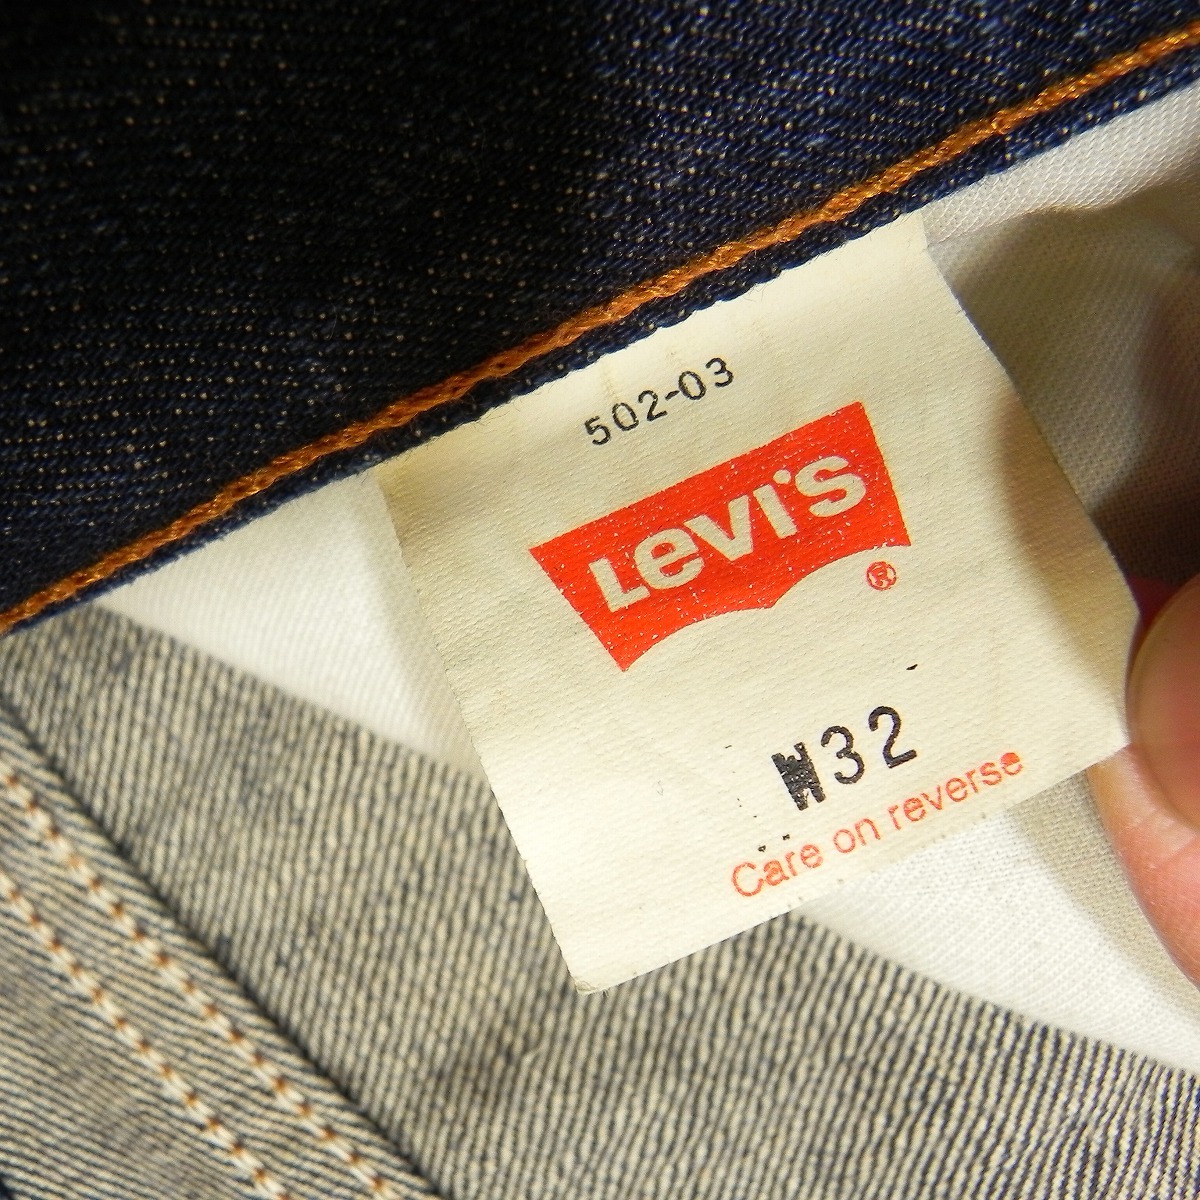 502-03
Levi's
®
W32
Care on reverse